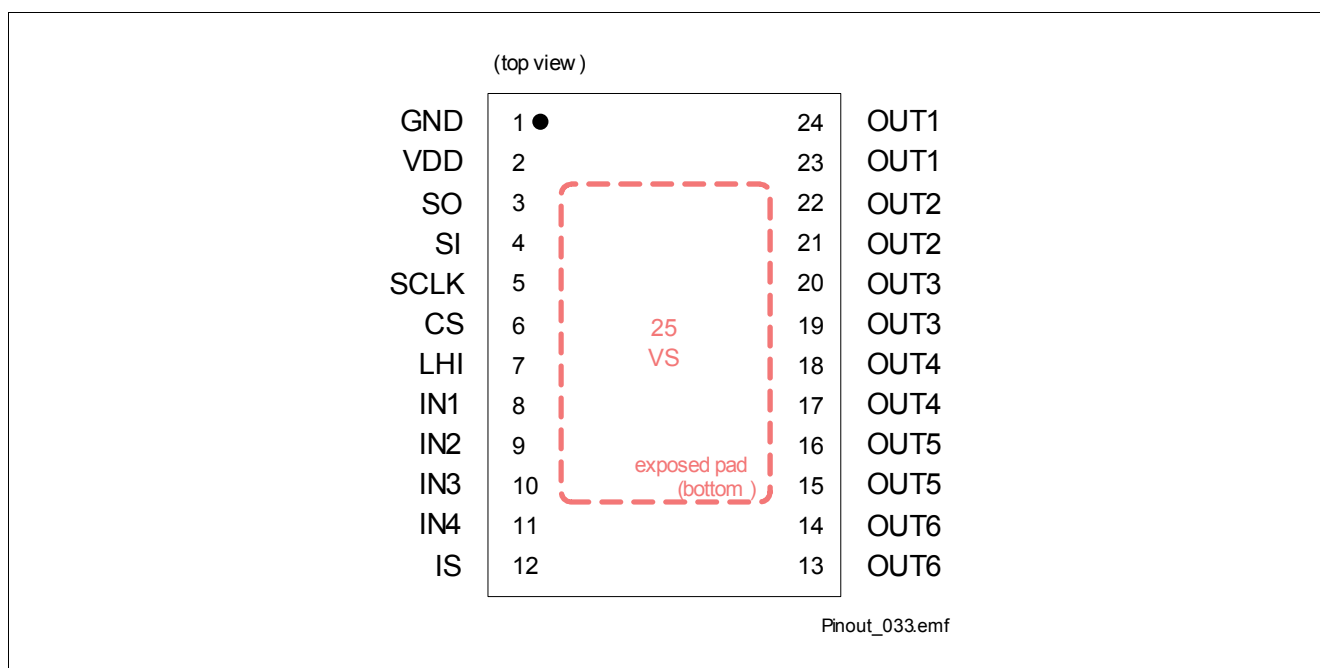 (top view )
GND 1 24 OUT1
VDD 2 23 OUT1
SO 3 22 OUT2
SI 4 21 OUT2
SCLK 5 20 OUT3
CS 6 25 19 OUT3
VS
LHI 7 18 OUT4
IN1 8 17 OUT4
IN2 9 16 OUT5
exposed pad
IN3 10 (bottom ) 15 OUT5
IN4 11 14 OUT6
IS 12 13 OUT6
Pinout_033.emf